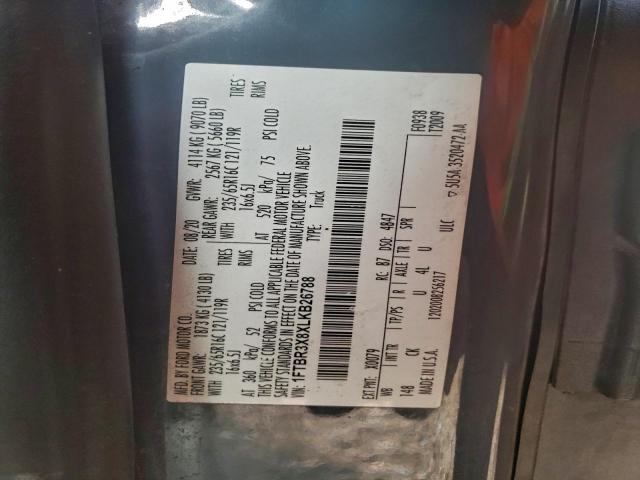 MFD. BY FORD MOTOR CO.
DATE: 08/20 GVWR: 4114 KG ( 9070 LB)
FRONT GAWR: 1873 KG ( 4130 LB) REAR GAWR: 2567 KG ( 5660 LB)
WITH 235/65R16C 121/119R TIRES WITH 235/65R16C 121/119R TIRES
16x6.5J RIMS 16x6.5J RIMS
AT 360 kPa/ 52 PSI COLD AT 520 kPa/ 75 PSI COLD
THIS VEHICLE CONFORMS TO ALL APPLICABLE FEDERAL MOTOR VEHICLE
SAFETY STANDARDS IN EFFECT ON THE DATE OF MANUFACTURE SHOWN ABOVE.
VIN: 1FTBR3X8XLKB26788
TYPE: Truck
F0938
T2009
EXT PNT: X0079 RC: B7 DSO: 4847
WB INTR TP/PS R AXLE TR SPR
148 CK U 4L U ULC
MADE IN U.S.A. 1202008256217 5U5A 3520472 AA